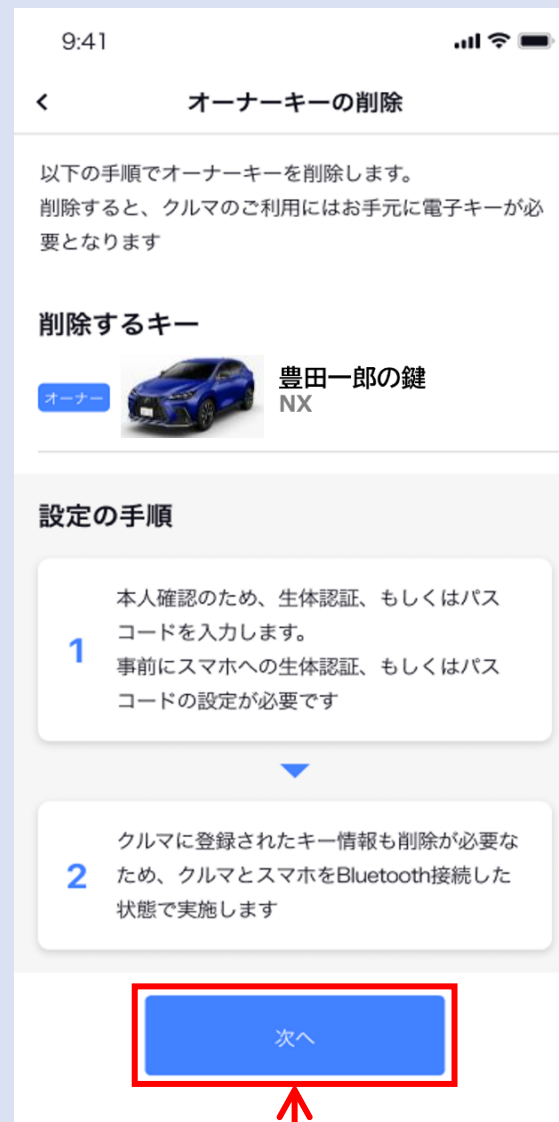 9:41
オーナーキーの削除
以下の手順でオーナーキーを削除します。
削除すると、クルマのご利用にはお手元に電子キーが必
要となります
削除するキー
オーナー
豊田一郎の鍵
NX
設定の手順
1
本人確認のため、生体認証、もしくはパス
コードを入力します。
事前にスマホへの生体認証、もしくはパス
コードの設定が必要です
2
クルマに登録されたキー情報も削除が必要な
ため、クルマとスマホをBluetooth接続した
状態で実施します
次へ